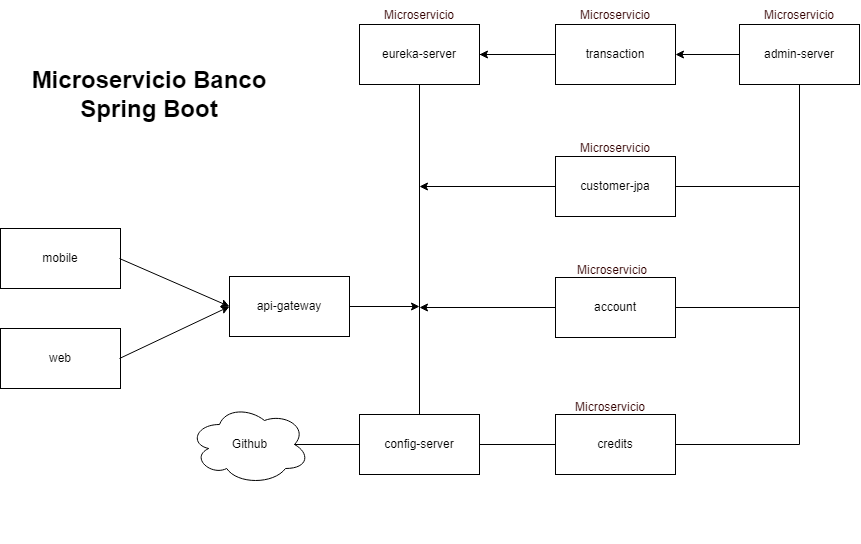 Microservicio
Microservicio
Microservicio
eureka-server
transaction
admin-server
Microservicio Banco
Spring Boot
Microservicio
customer-jpa
mobile
Microservicio
api-gateway
account
web
Microservicio
Github
config-server
credits